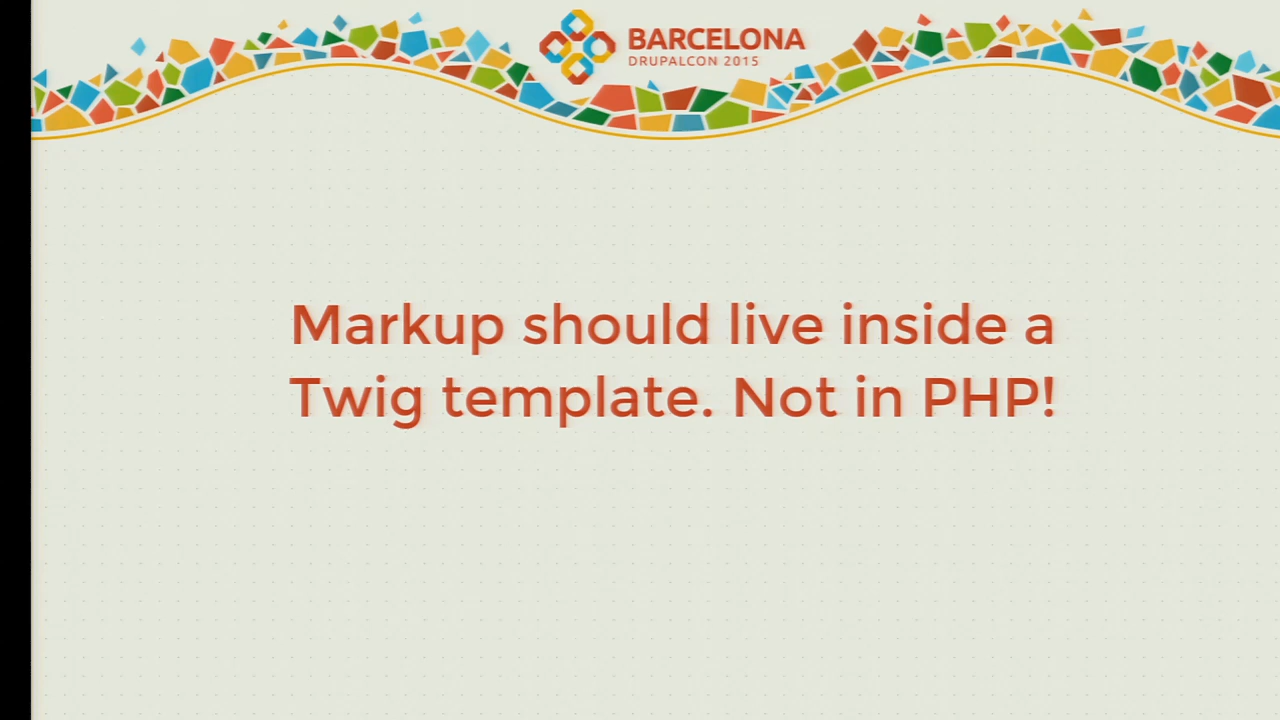 BARCELONA
DRUPALCON 2015
Markup should live inside a
Twig template. Not in PHP!